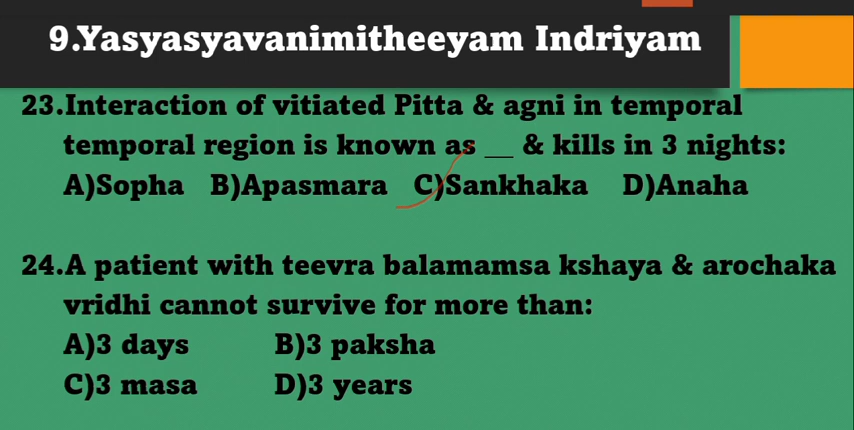 9.Yasyasyavanimitheeyam Indriyam
23.Interaction of vitiated Pitta & agni in temporal
temporal region is known as __ & kills in 3 nights:
A)Sopha B)Apasmara C)Sankhaka D)Anaha
24.A patient with teevra balamamsa kshaya & arochaka
vridhi cannot survive for more than:
A)3 days B)3 paksha
C)3 masa D)3 years